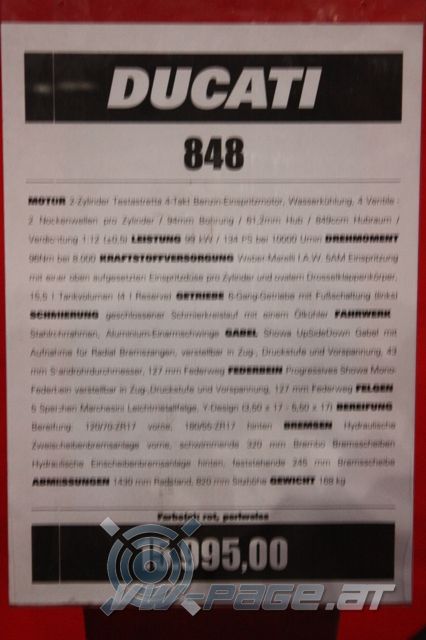 DUCATI
848
MOTOR 2-Zylinder Testastretta 4-Takt Benzin-Einspritzmotor, Wasserkühlung, 4 Ventile -
2 Nockenwellen pro Zylinder / 94mm Bohrung / 61,2mm Hub / 849ccm Hubraum /
Verdichtung 1:12 (±0,5) LEISTUNG 99 kW / 134 PS bei 10000 U/min DREHMOMENT
96Nm bei 8.000 KRAFTSTOFFVERSORGUNG Weber-Marelli I.A.W. 5AM Einspritzung
mit einer oben aufgesetzten Einspritzdüse pro Zylinder und ovalem Drosselklappenkörper,
15,5 l Tankvolumen (4 l Reserve) GETRIEBE 6-Gang-Getriebe mit Fußschaltung (links)
SCHMIERUNG geschlossener Schmierkreislauf mit einem Ölkühler FAHRWERK
Stahlrohrrahmen, Aluminium-Einarmschwinge GABEL Showa UpSideDown Gabel mit
Aufnahme für Radial Bremszangen, verstellbar in Zug-, Druckstufe und Vorspannung, 43
mm Standrohrdurchmesser, 127 mm Federweg FEDERBEIN Progressives Showa Mono-
Federbein verstellbar in Zug-,Druckstufe und Vorspannung, 127 mm Federweg FELGEN
5 Speichen Marchesini Leichtmetallfelge, Y-Design (3,50 x 17 - 5,50 x 17) BEREIFUNG
Bereifung 120/70-ZR17 vorne, 180/55-ZR17 hinten BREMSEN Hydraulische
Zweischeibenbremsanlage vorne, schwimmende 320 mm Brembo Bremsscheiben
Hydraulische Einscheibenbremsanlage hinten, feststehende 245 mm Bremsscheibe
ABMESSUNGEN 1430 mm Radstand, 820 mm Sitzhöhe GEWICHT 168 kg
Farbe:ich rot, perlweiss
.995,00
VW-PAGE.AT